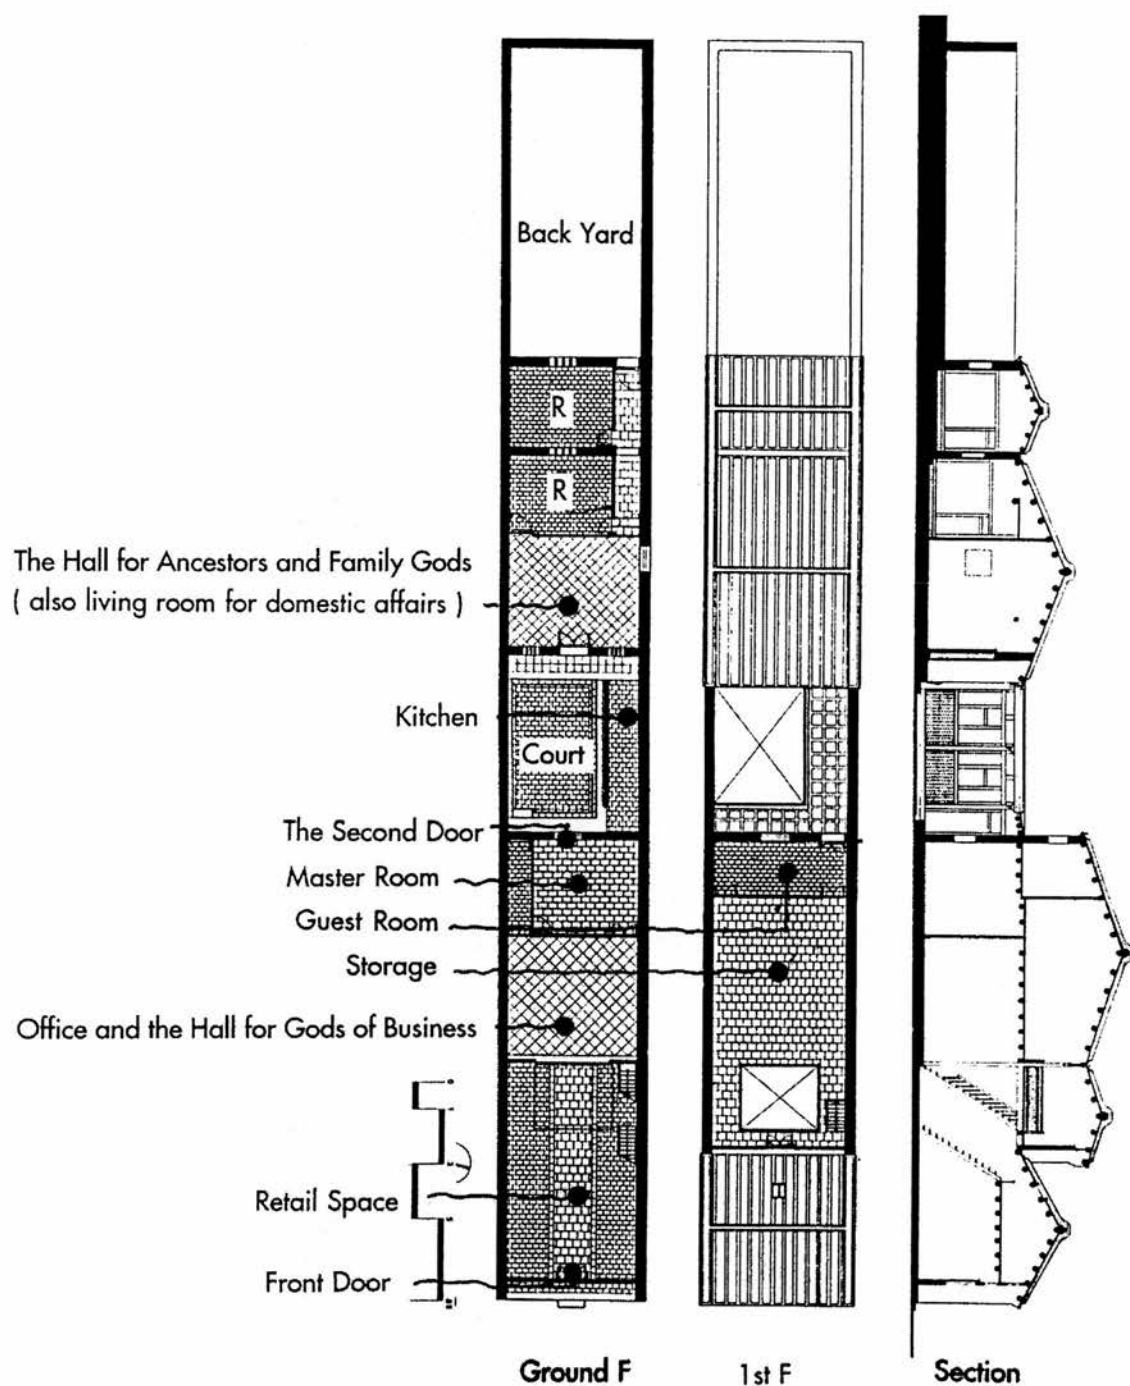 Back Yard
R
R
The Hall for Ancestors and Family Gods
( also living room for domestic affairs )
Kitchen
Court
The Second Door
Master Room
Guest Room
Storage
Office and the Hall for Gods of Business
Retail Space
Front Door
Ground F
1st F
Section